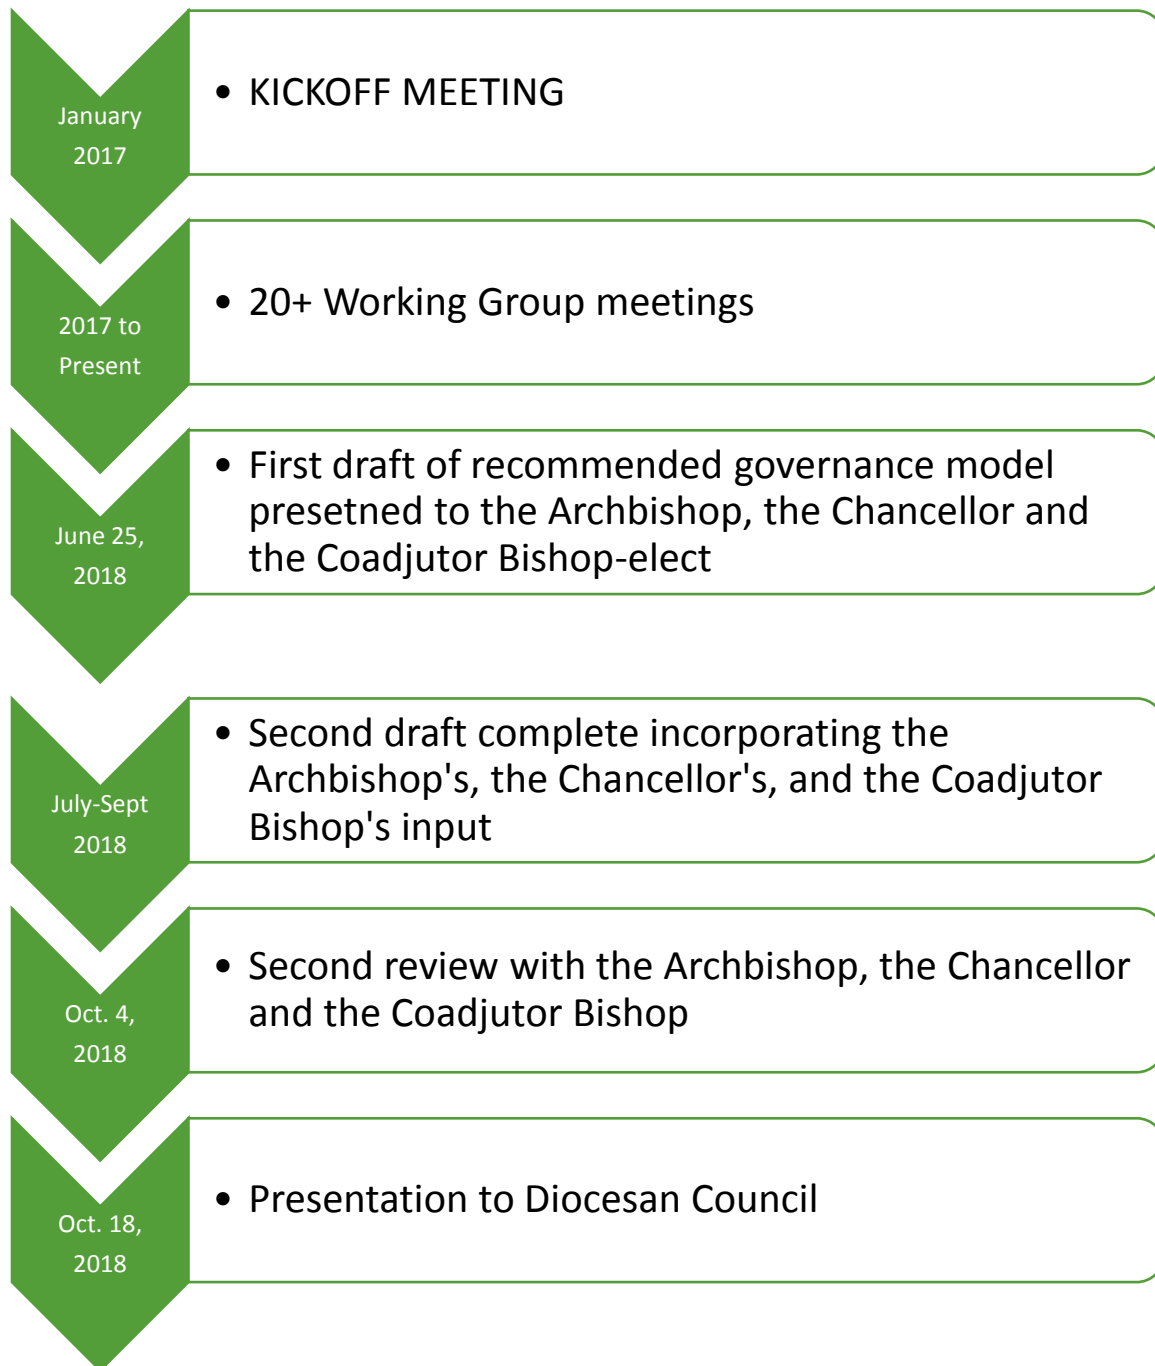 January
2017
• KICKOFF MEETING
2017 to
Present
• 20+ Working Group meetings
June 25,
2018
• First draft of recommended governance model
presetned to the Archbishop, the Chancellor and
the Coadjutor Bishop-elect
July-Sept
2018
• Second draft complete incorporating the
Archbishop's, the Chancellor's, and the Coadjutor
Bishop's input
Oct. 4,
2018
• Second review with the Archbishop, the Chancellor
and the Coadjutor Bishop
Oct. 18,
2018
• Presentation to Diocesan Council